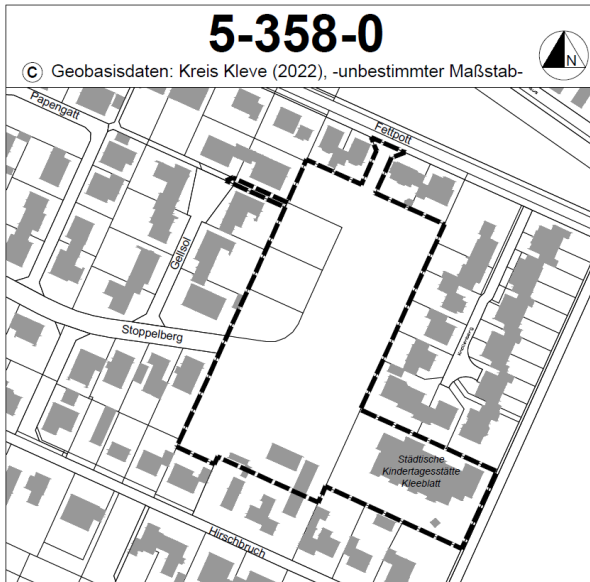 5-358-0
C Geobasisdaten: Kreis Kleve (2022), -unbestimmter Maßstab-
N
Papengatt
Fettpott
Gellsol
Stoppelberg
Städtische
Kindertagesstätte
Kleeblatt
Hirschbruch